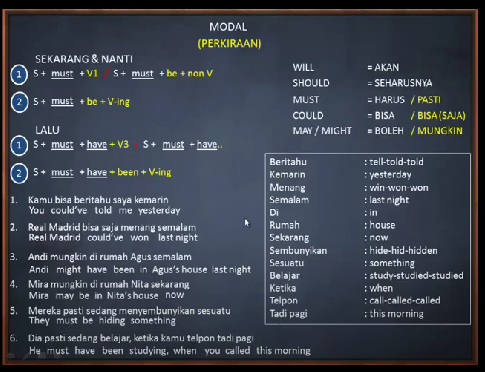 MODAL
(PERKIRAAN)
SEKARANG & NANTI
1 S + must + V1 / S + must + be + non V
2 S + must + be + V-ing
LALU
1 S + must + have + V3 / S + must + have..
2 S + must + have + been + V-ing
WILL = AKAN
SHOULD = SEHARUSNYA
MUST = HARUS / PASTI
COULD = BISA / BISA (SAJA)
MAY / MIGHT = BOLEH / MUNGKIN
1. Kamu bisa beritahu saya kemarin
You could've told me yesterday
2. Real Madrid bisa saja menang semalam
Real Madrid could've won last night
3. Andi mungkin di rumah Agus semalam
Andi might have been in Agus's house last night
4. Mira mungkin di rumah Nita sekarang
Mira may be in Nita's house now
5. Mereka pasti sedang menyembunyikan sesuatu
They must be hiding something
6. Dia pasti sedang belajar, ketika kamu telpon tadi pagi
He must have been studying, when you called this morning
Beritahu : tell-told-told
Kemarin : yesterday
Menang : win-won-won
Semalam : last night
Di : in
Rumah : house
Sekarang : now
Sembunyikan : hide-hid-hidden
Sesuatu : something
Belajar : study-studied-studied
Ketika : when
Telpon : call-called-called
Tadi pagi : this morning